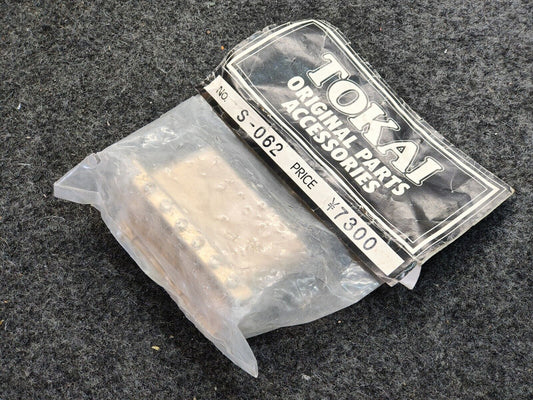 TOKAI
ORIGINAL PARTS
ACCESSORIES
No. S-062 PRICE ¥7300